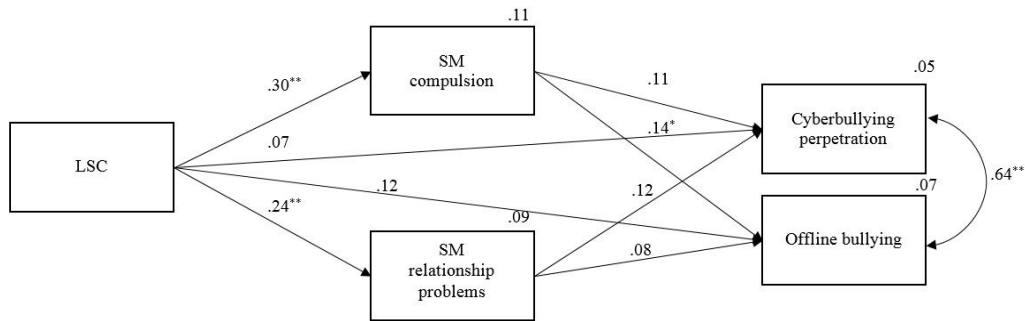 .11
SM
compulsion
.05
.30**
.11
Cyberbullying
perpetration
.14*
.07
LSC
.64**
.12
.12
.07
.24**
.09
Offline bullying
SM
relationship
problems
.08